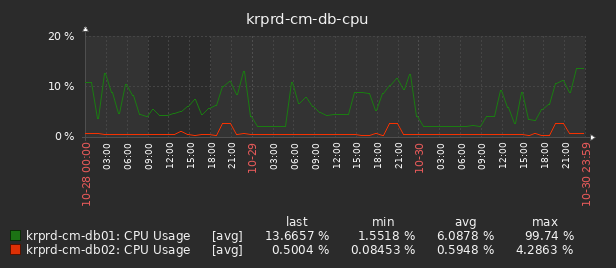 krprd-cm-db-cpu
20 %
10 %
0 %
10-28 00:00 03:00 06:00 09:00 12:00 15:00 18:00 21:00 10-29 03:00 06:00 09:00 12:00 15:00 18:00 21:00 10-30 03:00 06:00 09:00 12:00 15:00 18:00 21:00 10-30 23:59
last min avg max
krprd-cm-db01: CPU Usage [avg] 13.6657 % 1.5518 % 6.0878 % 99.74 %
krprd-cm-db02: CPU Usage [avg] 0.5004 % 0.08453 % 0.5948 % 4.2863 %